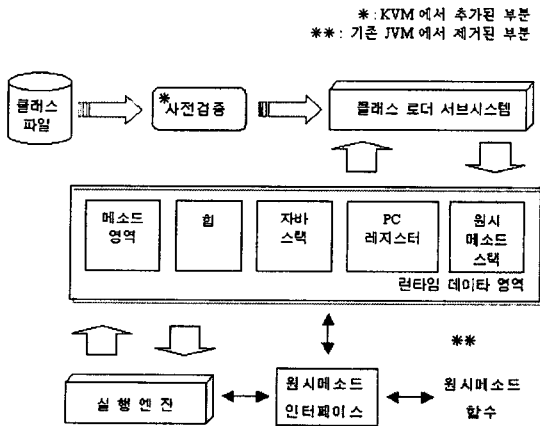 * : KVM 에서 추가된 부분
** : 기존 JVM 에서 제거된 부분
클래스
파일
*사전검증
클래스 로더 서브시스템
메소드
영역
힙
자바
스택
PC
레지스터
원시
메소드
스택
런타임 데이타 영역
**
실행엔진
원시메소드
인터페이스
원시메소드
함수